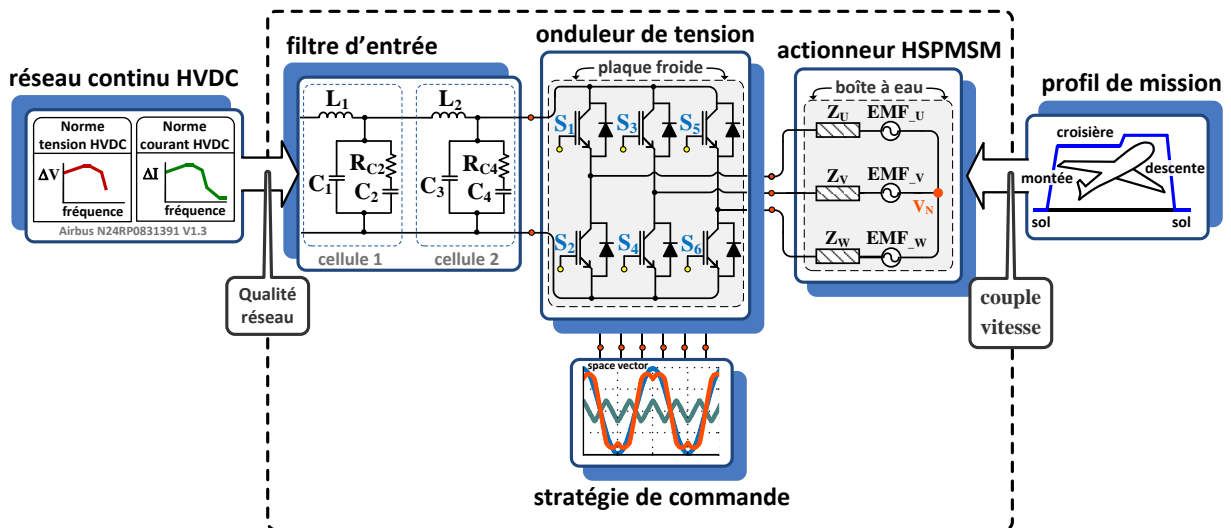 réseau continu HVDC
Norme
tension HVDC
ΔV
fréquence
Norme
courant HVDC
ΔI
fréquence
Airbus N24RP0831391 V1.3
Qualité
réseau
filtre d'entrée
L1
L2
C1
RC2
C2
C3
RC4
C4
cellule 1
cellule 2
onduleur de tension
plaque froide
S1
S3
S5
S2
S4
S6
space vector
stratégie de commande
actionneur HSPMSM
boîte à eau
ZU
EMF_U
ZV
EMF_V
VN
ZW
EMF_W
couple
vitesse
profil de mission
croisière
montée
descente
sol
sol